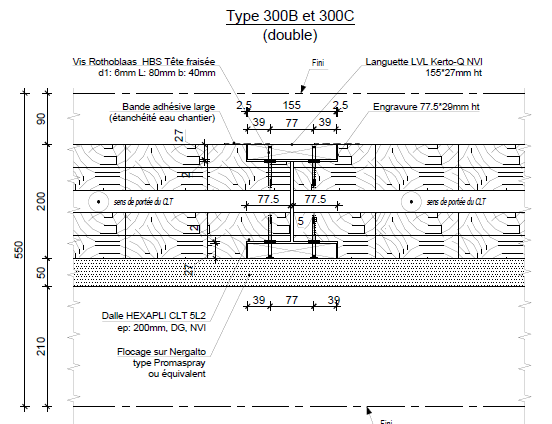 Type 300B et 300C
(double)
Vis Rothoblaas HBS Tête fraisée
d1: 6mm L: 80mm b: 40mm
Fini
Languette LVL Kerto-Q NVI
155*27mm ht
Bande adhésive large
(étanchéité eau chantier)
2.5 155 2.5
Engravure 77.5*29mm ht
39 77 39
90
27
2
200
sens de portée du CLT
77.5 77.5
sens de portée du CLT
5
2
550
50
27
39 77 39
Dalle HEXAPLI CLT 5L2
ep: 200mm, DG, NVI
Flocage sur Nergalto
type Promaspray
ou équivalent
210
Fini